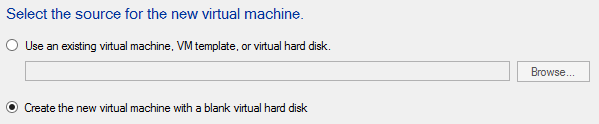 Select the source for the new virtual machine.
Use an existing virtual machine, VM template, or virtual hard disk.
Browse...
Create the new virtual machine with a blank virtual hard disk